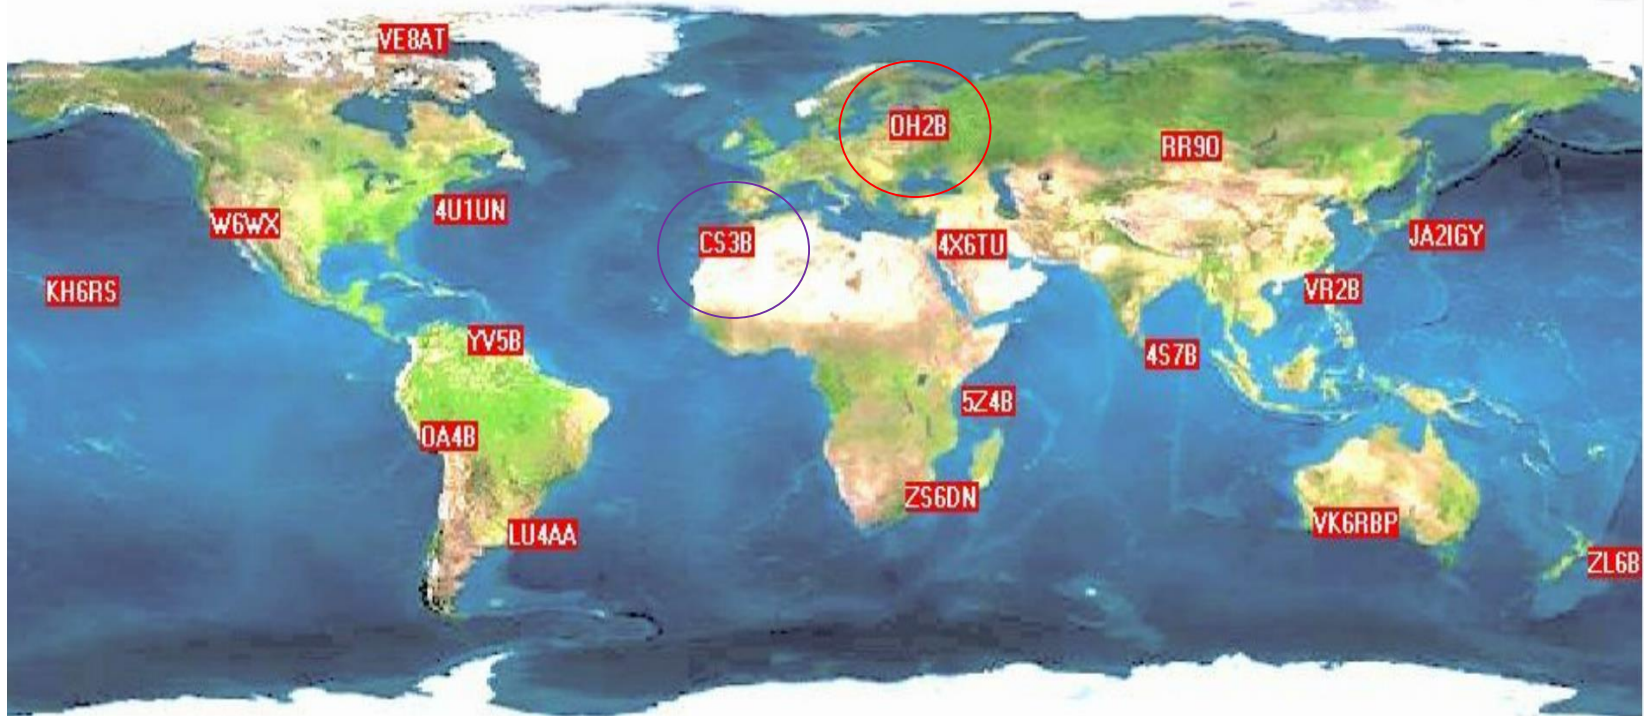 VE8AT
OH2B
RR9O
4U1UN
W6WX
CS3B
4X6TU
JA2IGY
KH6RS
VR2B
YV5B
4S7B
5Z4B
OA4B
ZS6DN
VK6RBP
LU4AA
ZL6B